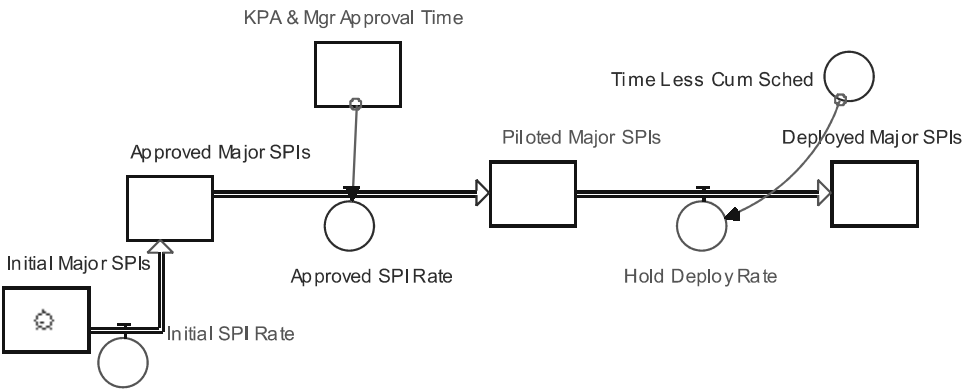 KPA & Mgr Approval Time
Time Less Cum Sched
Piloted Major SPIs
Deployed Major SPIs
Approved Major SPIs
Initial Major SPIs
Approved SPI Rate
Hold Deploy Rate
Initial SPI Rate